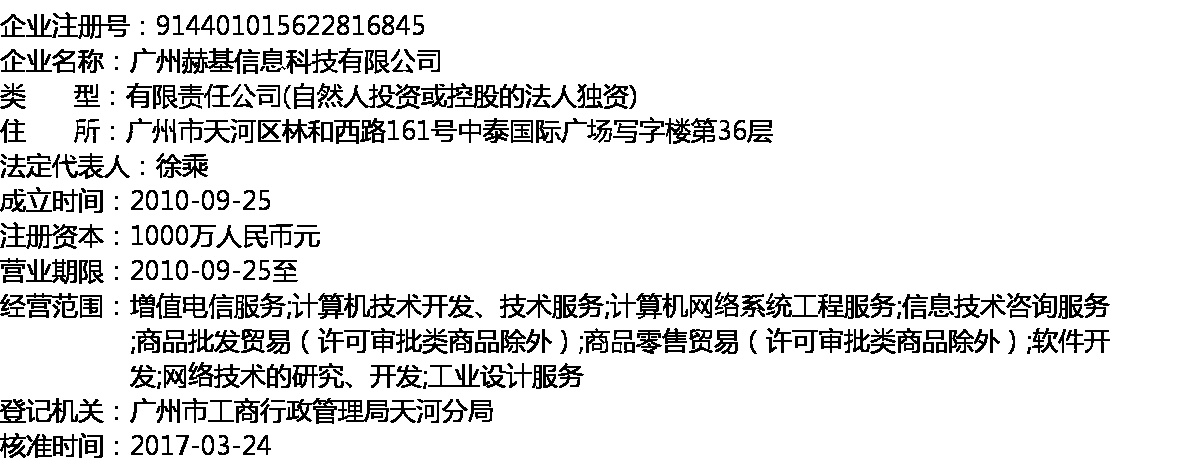 企业注册号：914401015622816845
企业名称：广州赫基信息科技有限公司
类 型：有限责任公司(自然人投资或控股的法人独资)
住 所：广州市天河区林和西路161号中泰国际广场写字楼第36层
法定代表人：徐乘
成立时间：2010-09-25
注册资本：1000万人民币元
营业期限：2010-09-25至
经营范围：增值电信服务;计算机技术开发、技术服务;计算机网络系统工程服务;信息技术咨询服务
;商品批发贸易（许可审批类商品除外）;商品零售贸易（许可审批类商品除外）;软件开
发;网络技术的研究、开发;工业设计服务
登记机关：广州市工商行政管理局天河分局
核准时间：2017-03-24